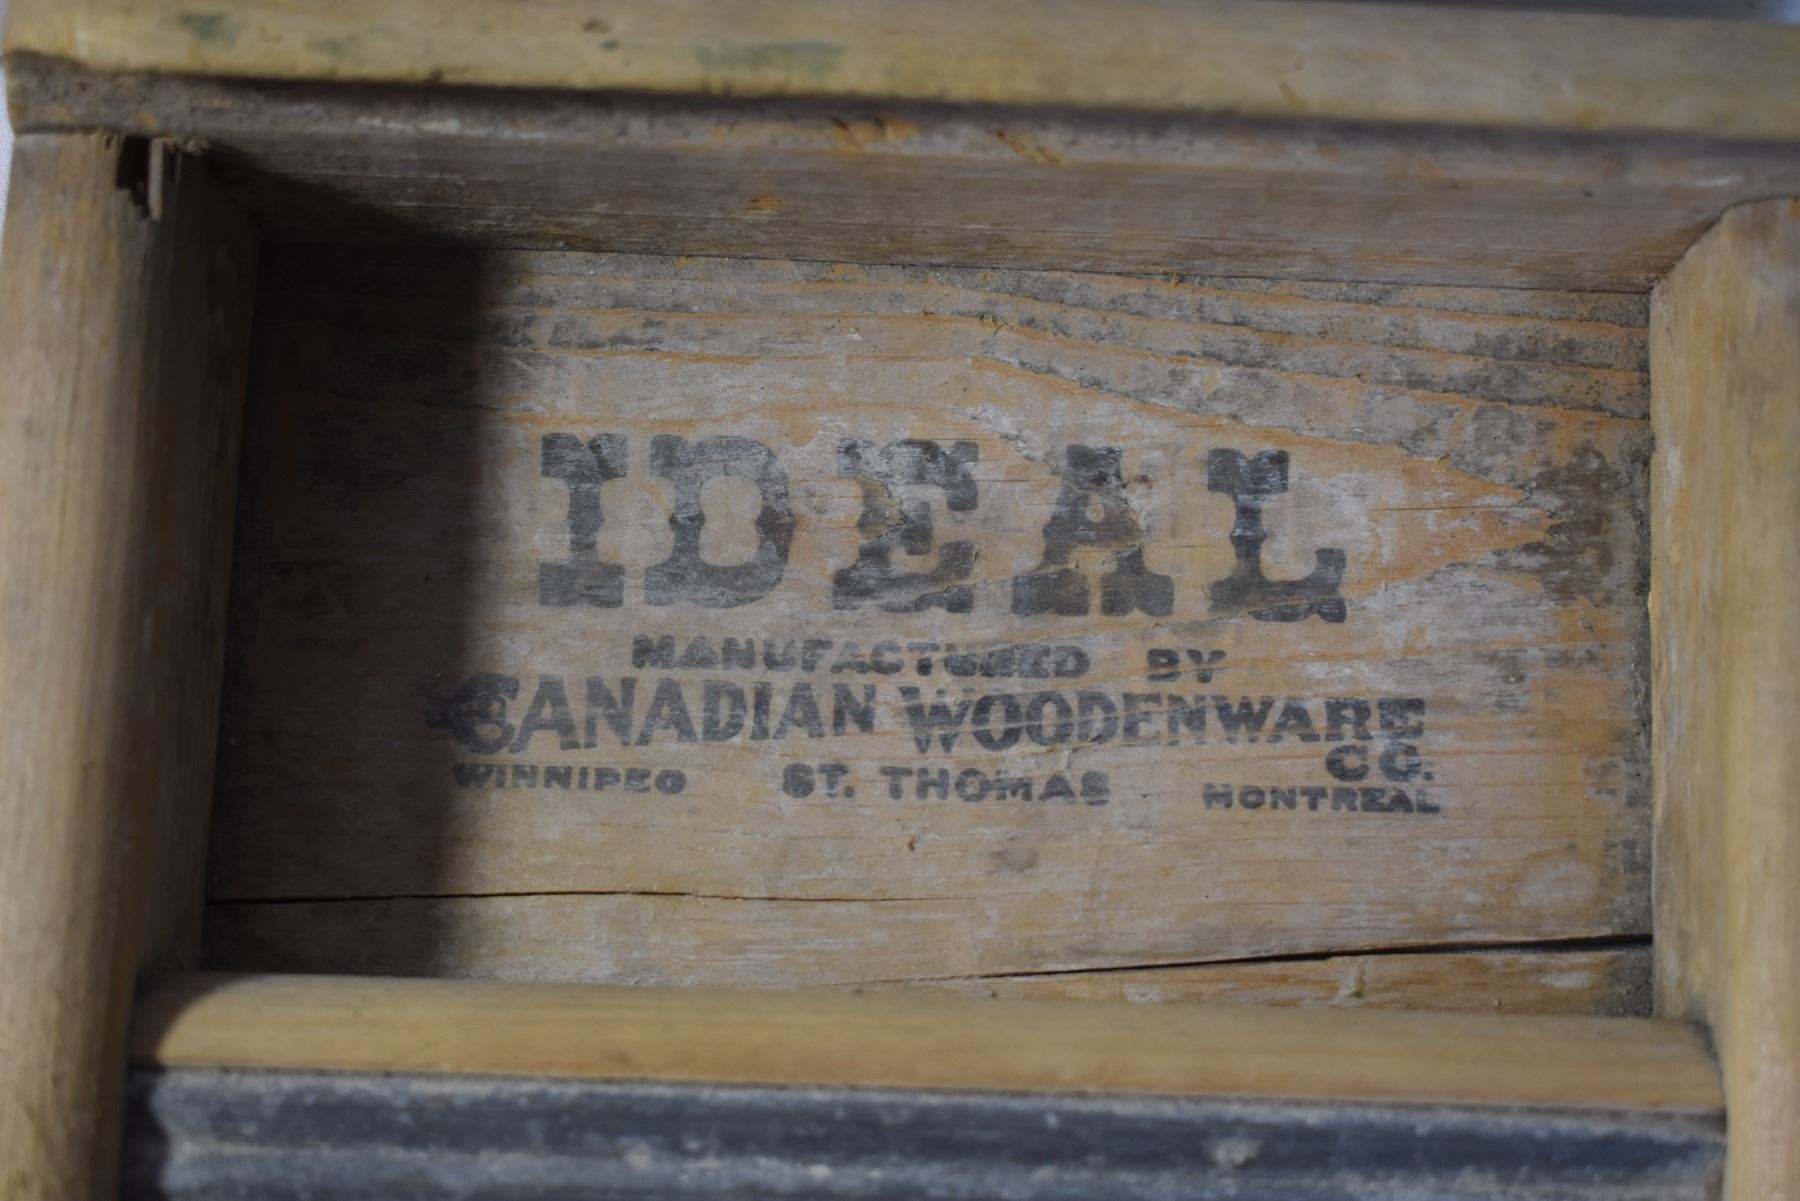 IDEAL
MANUFACTURED BY
CANADIAN WOODENWARE
CO.
WINNIPEG ST. THOMAS MONTREAL